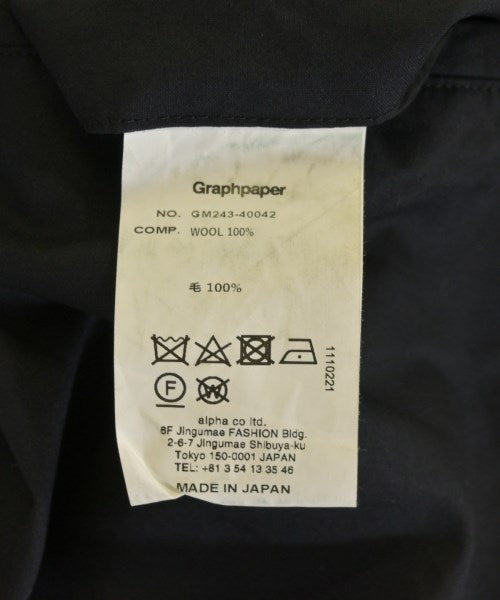 Graphpaper
NO. GM243-40042
COMP. WOOL 100%
毛 100%
1110221
F
W
alpha co ltd.
6F Jingumae FASHION Bldg.
2-6-7 Jingumae Shibuya-ku
Tokyo 150-0001 JAPAN
TEL: +81 3 54 13 35 46
MADE IN JAPAN